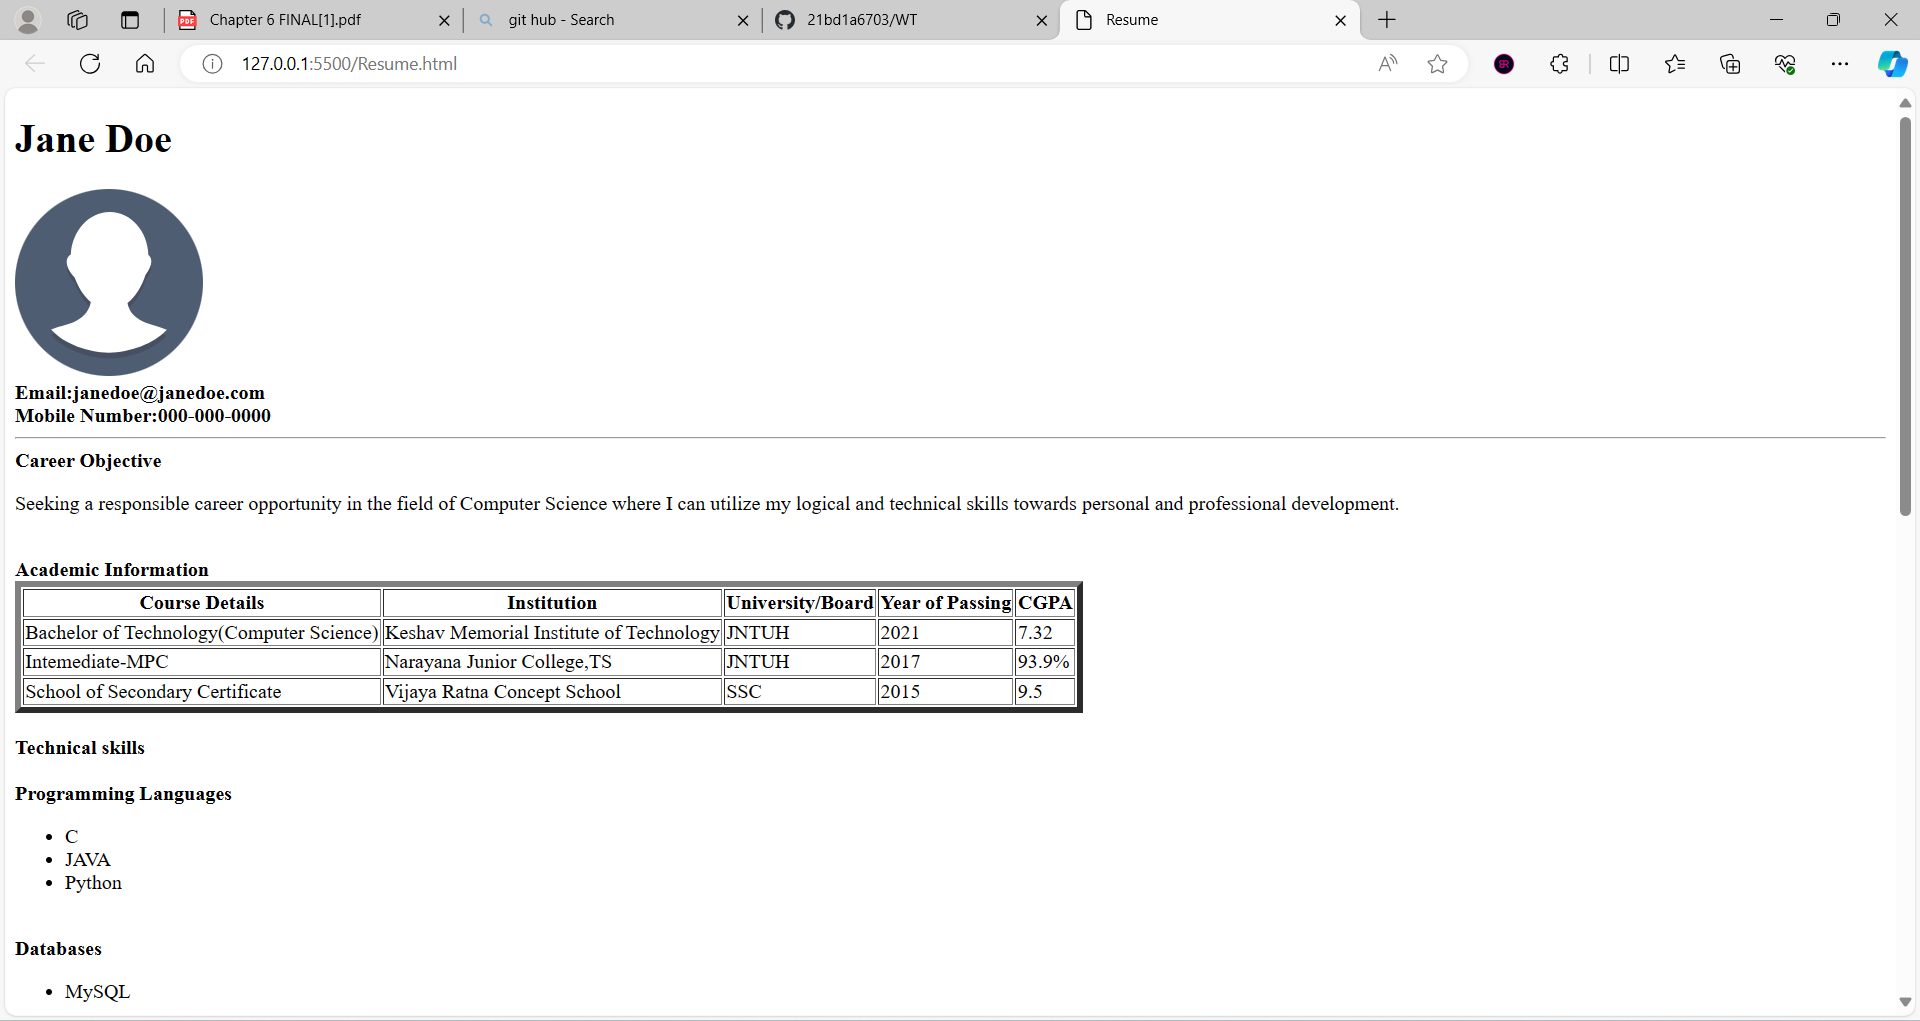 Chapter 6 FINAL[1].pdf
git hub - Search
21bd1a6703/WT
Resume
127.0.0.1:5500/Resume.html
Jane Doe
Email:janedoe@janedoe.com
Mobile Number:000-000-0000
Career Objective
Seeking a responsible career opportunity in the field of Computer Science where I can utilize my logical and technical skills towards personal and professional development.
Academic Information
Course Details Institution University/Board Year of Passing CGPA
Bachelor of Technology(Computer Science) Keshav Memorial Institute of Technology JNTUH 2021 7.32
Intemediate-MPC Narayana Junior College,TS JNTUH 2017 93.9%
School of Secondary Certificate Vijaya Ratna Concept School SSC 2015 9.5
Technical skills
Programming Languages
C
JAVA
Python
Databases
MySQL